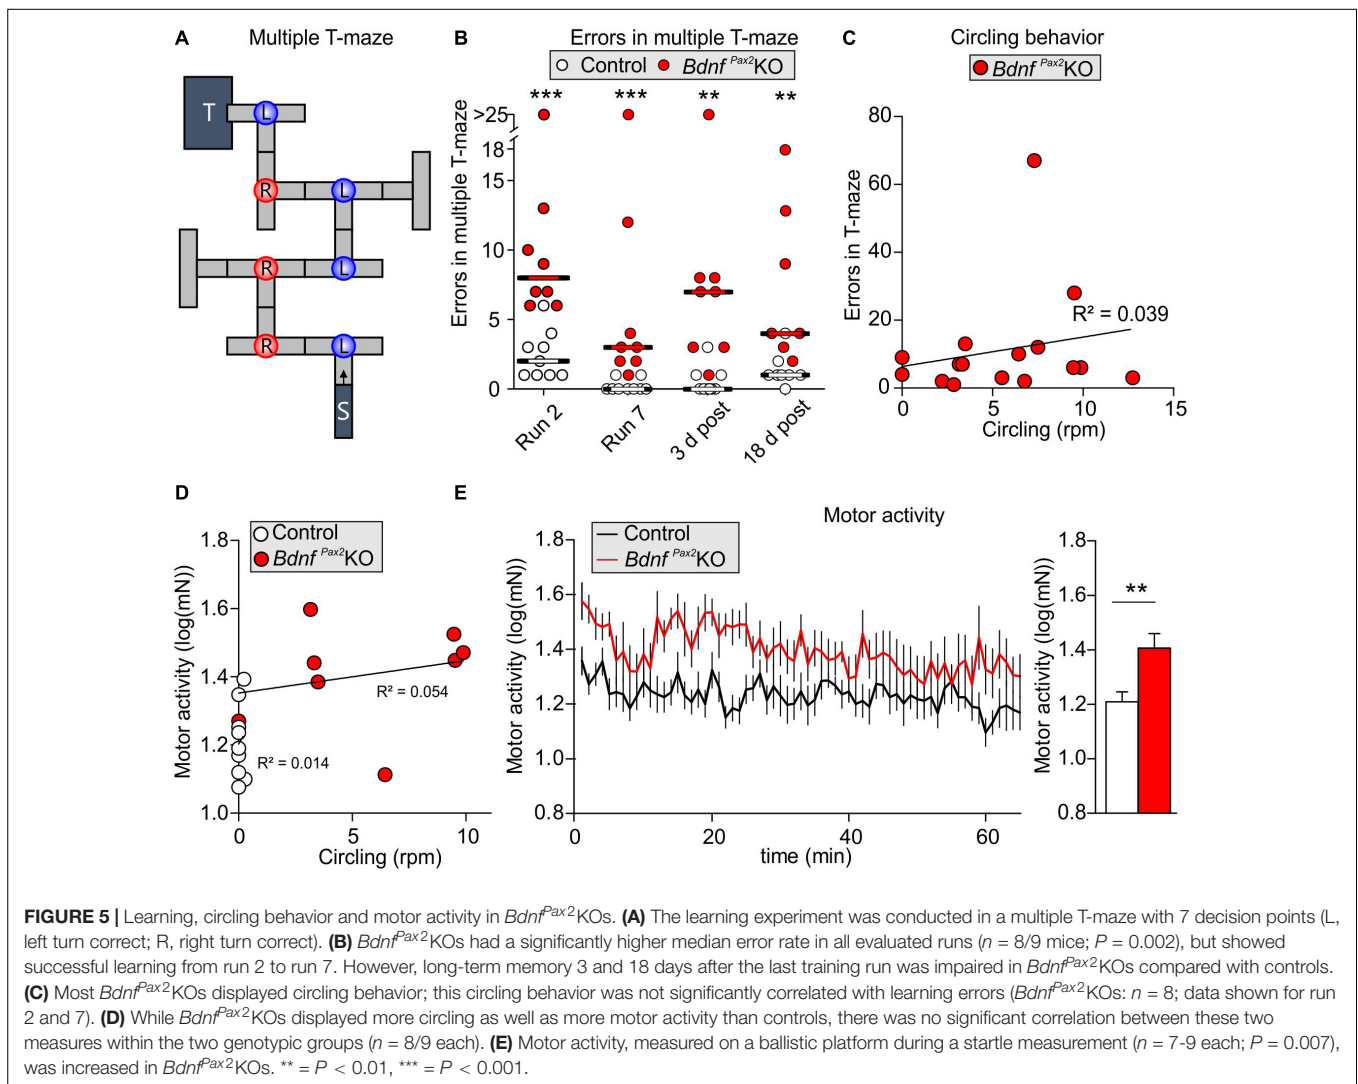 A Multiple T-maze
T
L
R
L
R
L
R
L
S
B Errors in multiple T-maze
Control Bdnf Pax2KO
*** *** ** **
Errors in multiple T-maze
>25
18
15
10
5
0
Run 2 Run 7 3 d post 18 d post
C Circling behavior
Bdnf Pax2KO
Errors in T-maze
80
60
40
20
0
R² = 0.039
0 5 10 15
Circling (rpm)
D
Control
Bdnf Pax2KO
Motor activity (log(mN))
1.8
1.6
1.4
1.2
1.0
R² = 0.054
R² = 0.014
0 5 10
Circling (rpm)
E Motor activity
Control
Bdnf Pax2KO
Motor activity (log(mN))
1.8
1.6
1.4
1.2
1.0
0.8
0 20 40 60
time (min)
Motor activity (log(mN))
1.8
1.6
1.4
1.2
1.0
0.8
**
FIGURE 5 | Learning, circling behavior and motor activity in BdnfPax2KOs. (A) The learning experiment was conducted in a multiple T-maze with 7 decision points (L,
left turn correct; R, right turn correct). (B) BdnfPax2KOs had a significantly higher median error rate in all evaluated runs (n = 8/9 mice; P = 0.002), but showed
successful learning from run 2 to run 7. However, long-term memory 3 and 18 days after the last training run was impaired in BdnfPax2KOs compared with controls.
(C) Most BdnfPax2KOs displayed circling behavior; this circling behavior was not significantly correlated with learning errors (BdnfPax2KOs: n = 8; data shown for run
2 and 7). (D) While BdnfPax2KOs displayed more circling as well as more motor activity than controls, there was no significant correlation between these two
measures within the two genotypic groups (n = 8/9 each). (E) Motor activity, measured on a ballistic platform during a startle measurement (n = 7-9 each; P = 0.007),
was increased in BdnfPax2KOs. ** = P < 0.01, *** = P < 0.001.